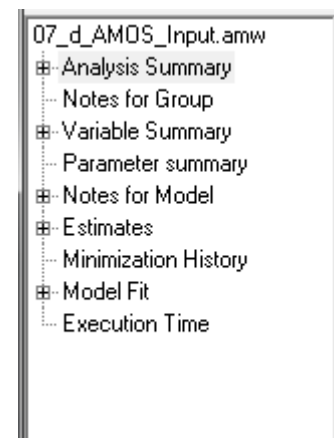 07_d_AMOS_Input.amw
Analysis Summary
Notes for Group
Variable Summary
Parameter summary
Notes for Model
Estimates
Minimization History
Model Fit
Execution Time